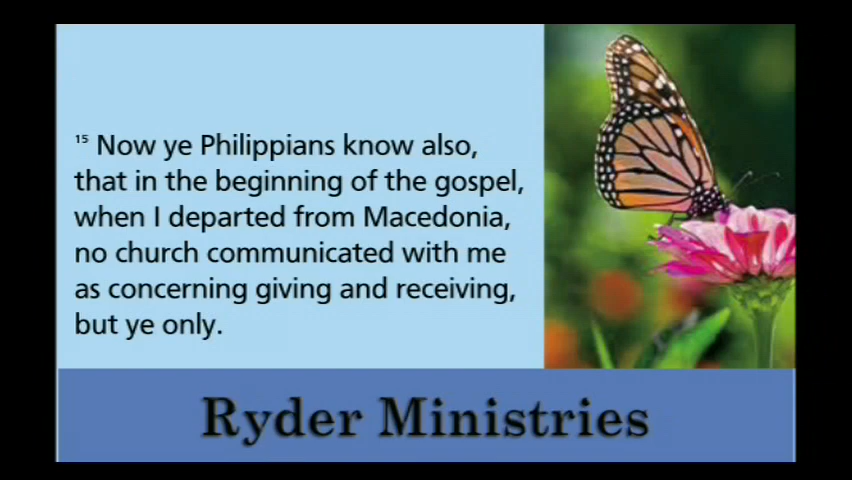 15 Now ye Philippians know also,
that in the beginning of the gospel,
when I departed from Macedonia,
no church communicated with me
as concerning giving and receiving,
but ye only.
Ryder Ministries